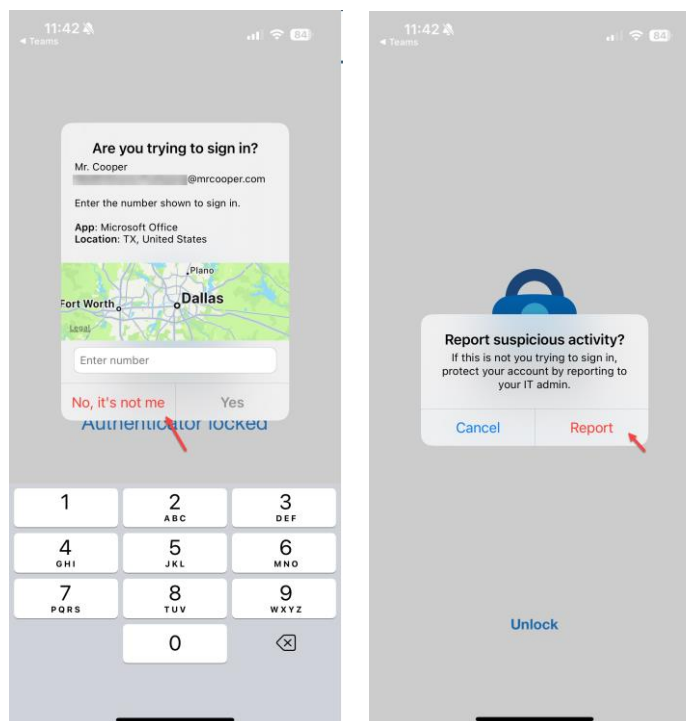 11:42
◀ Teams
84
Are you trying to sign in?
Mr. Cooper
@mrcooper.com
Enter the number shown to sign in.
App: Microsoft Office
Location: TX, United States
Plano
Fort Worth
Dallas
Legal
Enter number
No, it's not me
Yes
Authenticator locked
1
2
ABC
3
DEF
4
GHI
5
JKL
6
MNO
7
PQRS
8
TUV
9
WXYZ
0
11:42
◀ Teams
84
Report suspicious activity?
If this is not you trying to sign in,
protect your account by reporting to
your IT admin.
Cancel
Report
Unlock